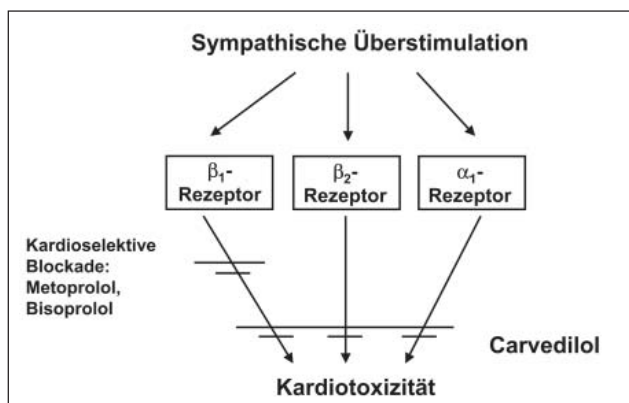 Sympathische Überstimulation
β1-
Rezeptor
β2-
Rezeptor
α1-
Rezeptor
Kardioselektive
Blockade:
Metoprolol,
Bisoprolol
Carvedilol
Kardiotoxizität